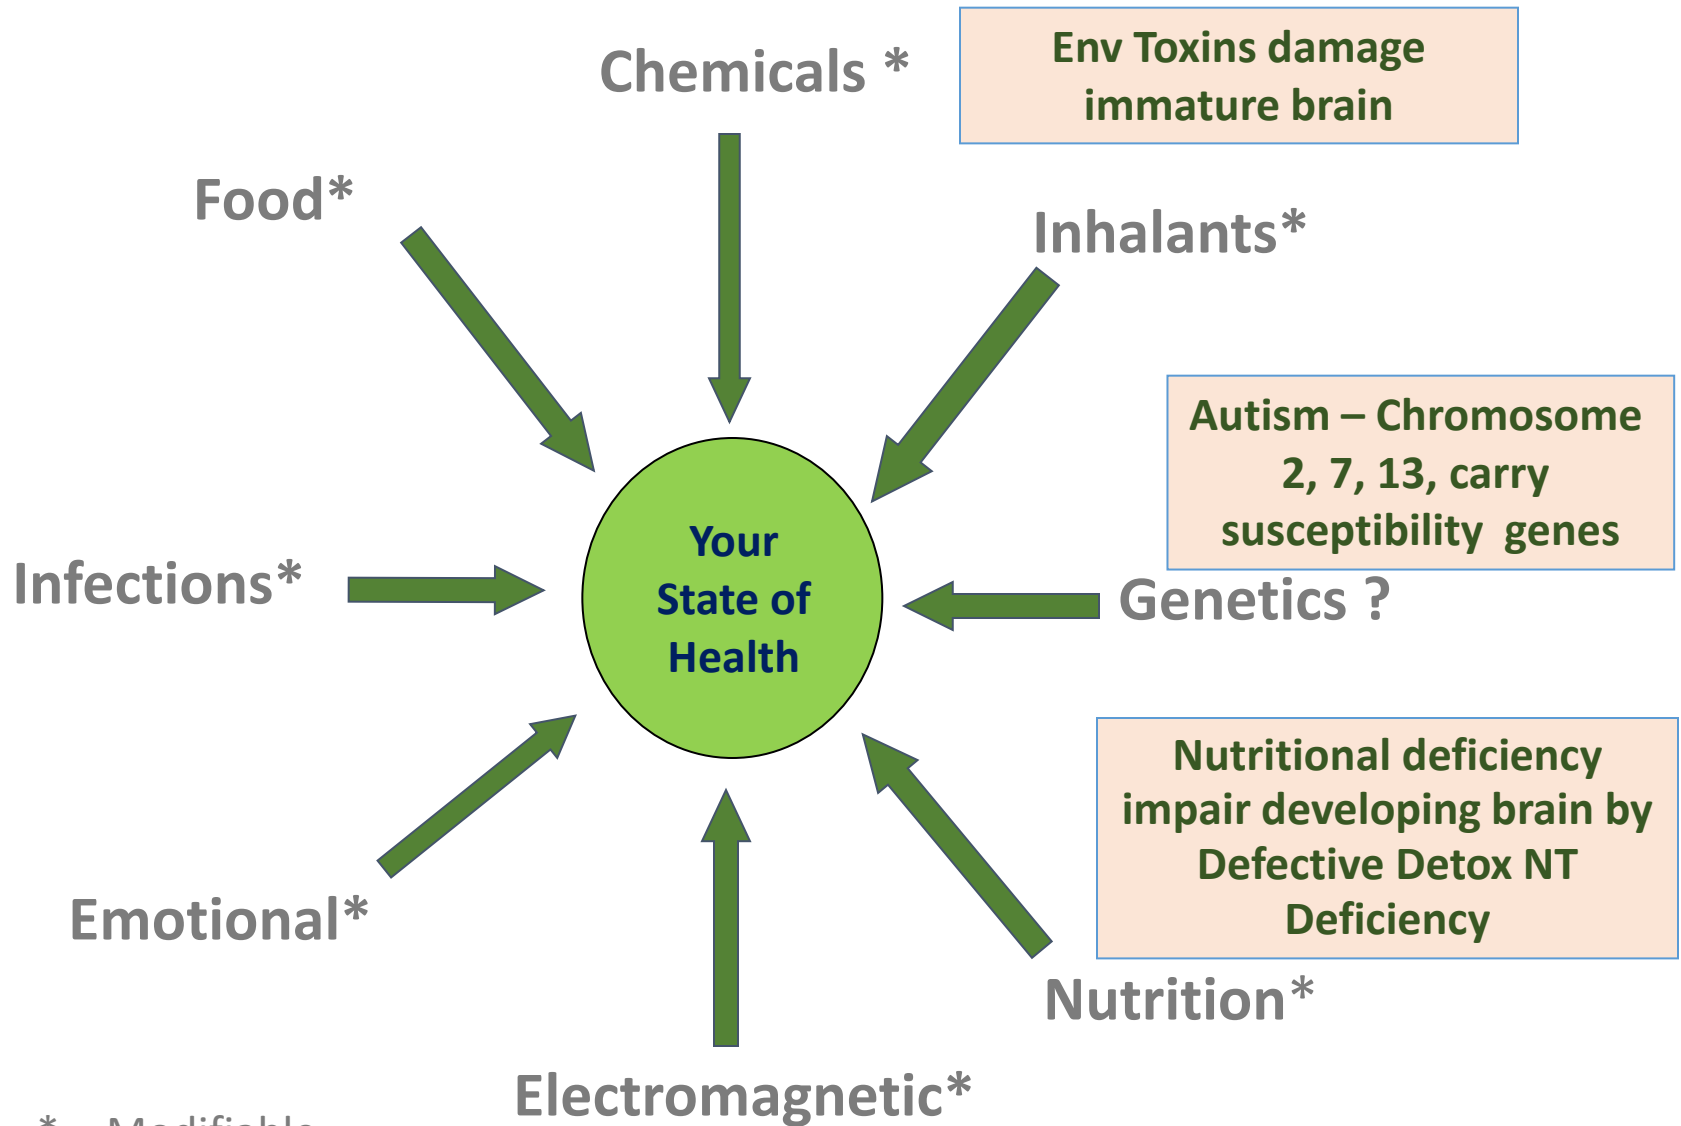 Chemicals *
Env Toxins damage
immature brain
Food*
Inhalants*
Autism – Chromosome
2, 7, 13, carry
susceptibility genes
Your
State of
Health
Infections*
Genetics ?
Nutritional deficiency
impair developing brain by
Defective Detox NT
Deficiency
Emotional*
Nutrition*
Electromagnetic*
* Modifiable